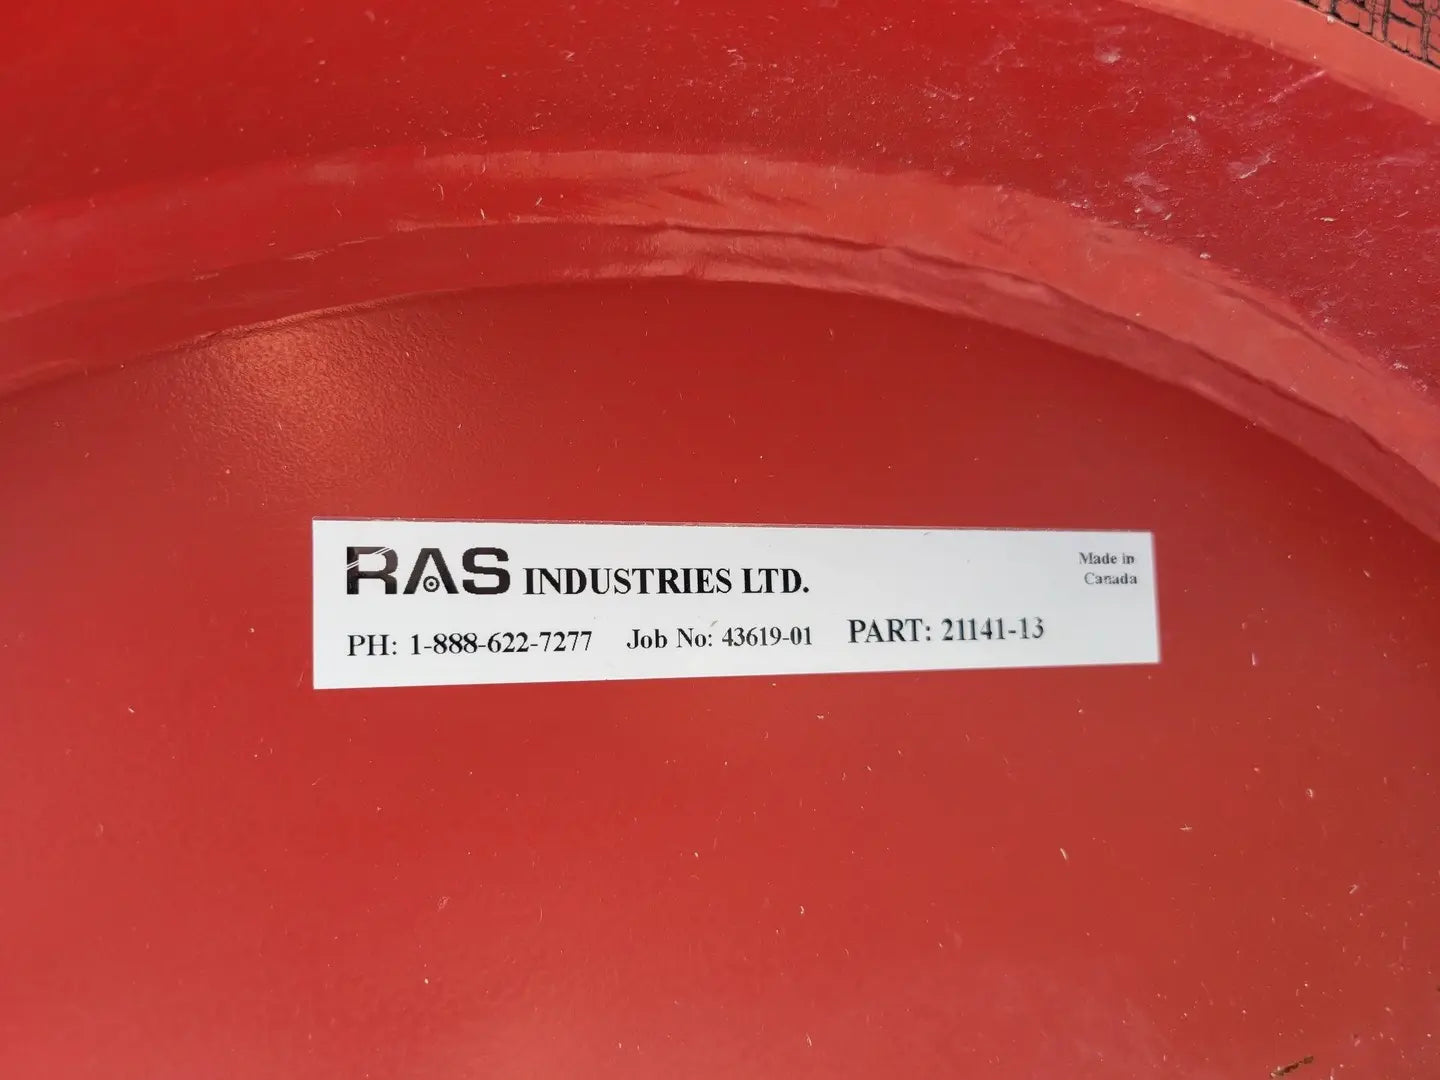 RAS INDUSTRIES LTD.
Made in
Canada
PH: 1-888-622-7277 Job No: 43619-01 PART: 21141-13